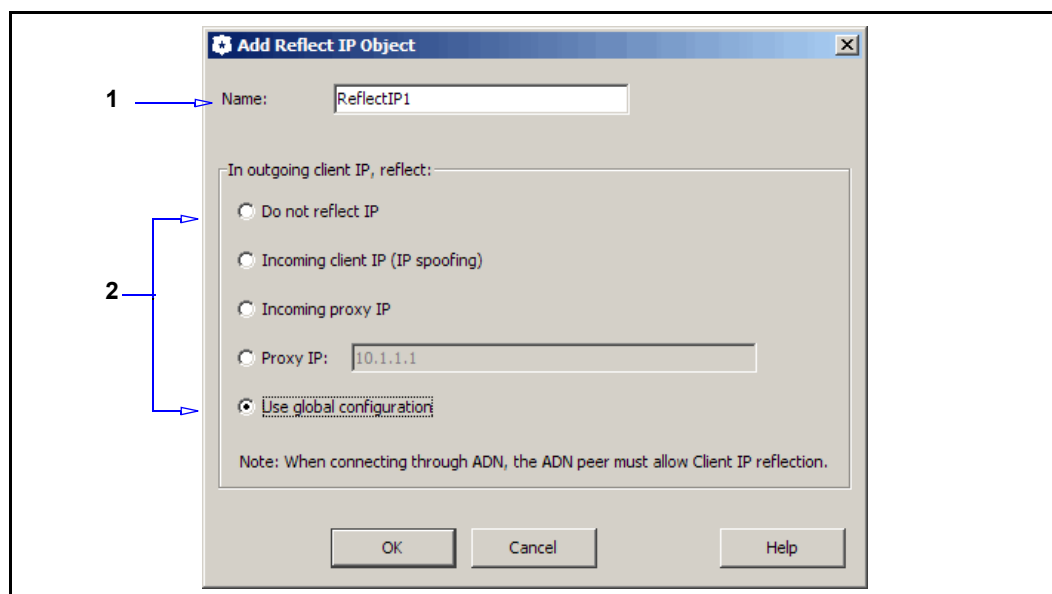 Add Reflect IP Object
1
Name:
ReflectIP1
In outgoing client IP, reflect:
Do not reflect IP
Incoming client IP (IP spoofing)
2
Incoming proxy IP
Proxy IP:
10.1.1.1
Use global configuration
Note: When connecting through ADN, the ADN peer must allow Client IP reflection.
OK
Cancel
Help